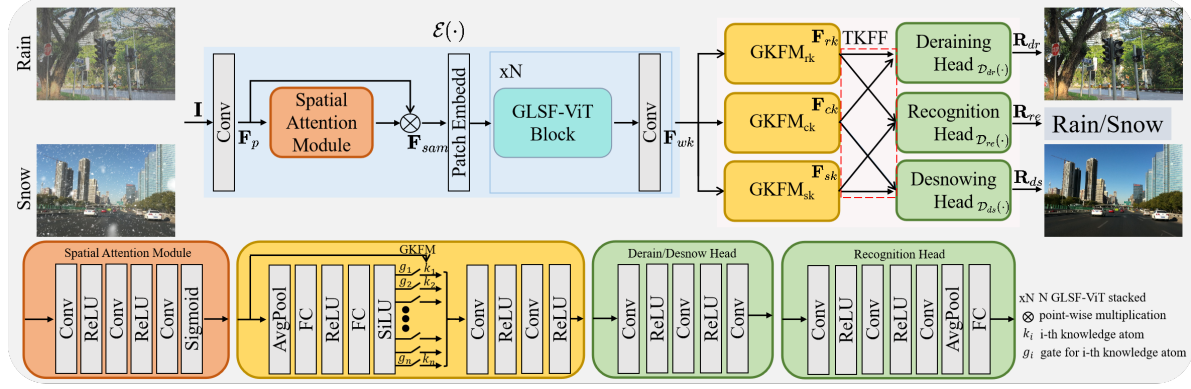 Rain
Snow
ℰ(·)
I
Conv
F_p
Spatial
Attention
Module
⊗
F_sam
Patch Embedd
xN
GLSF-ViT
Block
Conv
F_wk
GKFM_rk
GKFM_ck
GKFM_sk
F_rk
F_ck
F_sk
TKFF
Deraining
Head 𝒟_dr(·)
Recognition
Head 𝒟_re(·)
Desnowing
Head 𝒟_ds(·)
R_dr
R_re
R_ds
Rain/Snow
Spatial Attention Module
Conv
ReLU
Conv
ReLU
Conv
Sigmoid
GKFM
AvgPool
FC
ReLU
FC
SiLU
g_1 k_1
g_2 k_2
g_n k_n
Conv
ReLU
Conv
ReLU
Derain/Desnow Head
Conv
ReLU
Conv
ReLU
Conv
Recognition Head
Conv
ReLU
Conv
ReLU
Conv
AvgPool
FC
xN N GLSF-ViT stacked
⊗ point-wise multiplication
k_i i-th knowledge atom
g_i gate for i-th knowledge atom